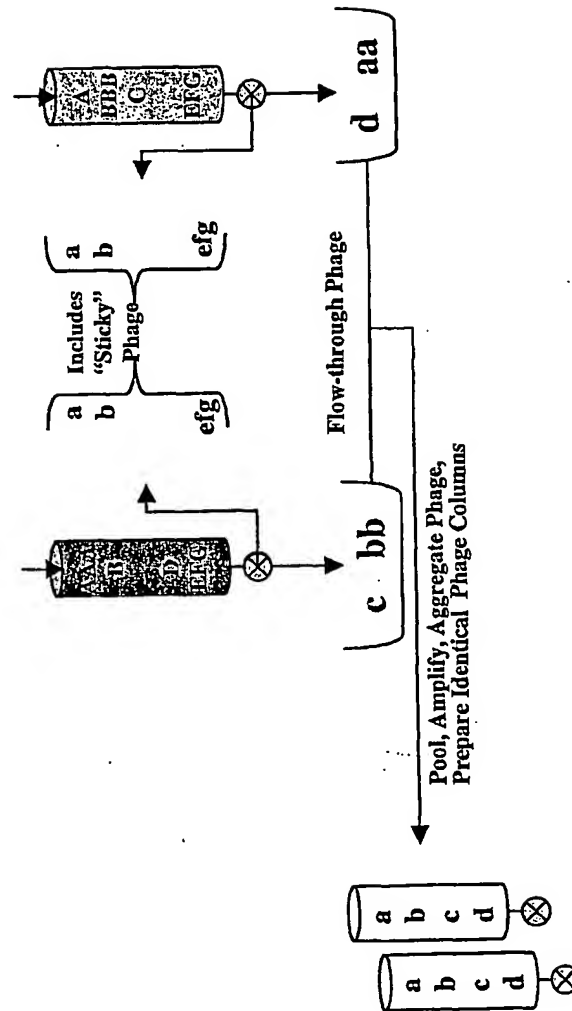 B
D
EFG
a
b
efg
Includes
"Sticky"
Phage
a
b
efg
A
BBB
C
EFG
c bb
Flow-through Phage
d aa
Pool, Amplify, Aggregate Phage,
Prepare Identical Phage Columns
a
b
c
d
a
b
c
d